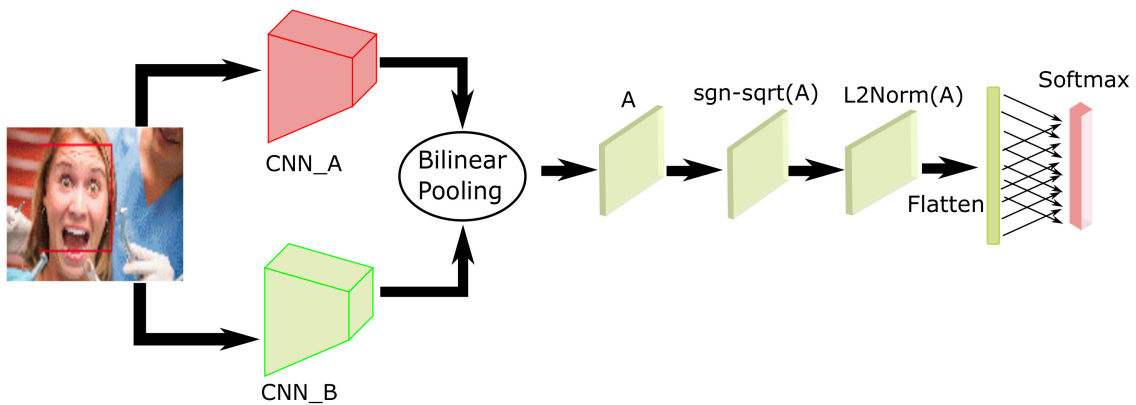 CNN_A
Bilinear
Pooling
CNN_B
A
sgn-sqrt(A)
L2Norm(A)
Flatten
Softmax